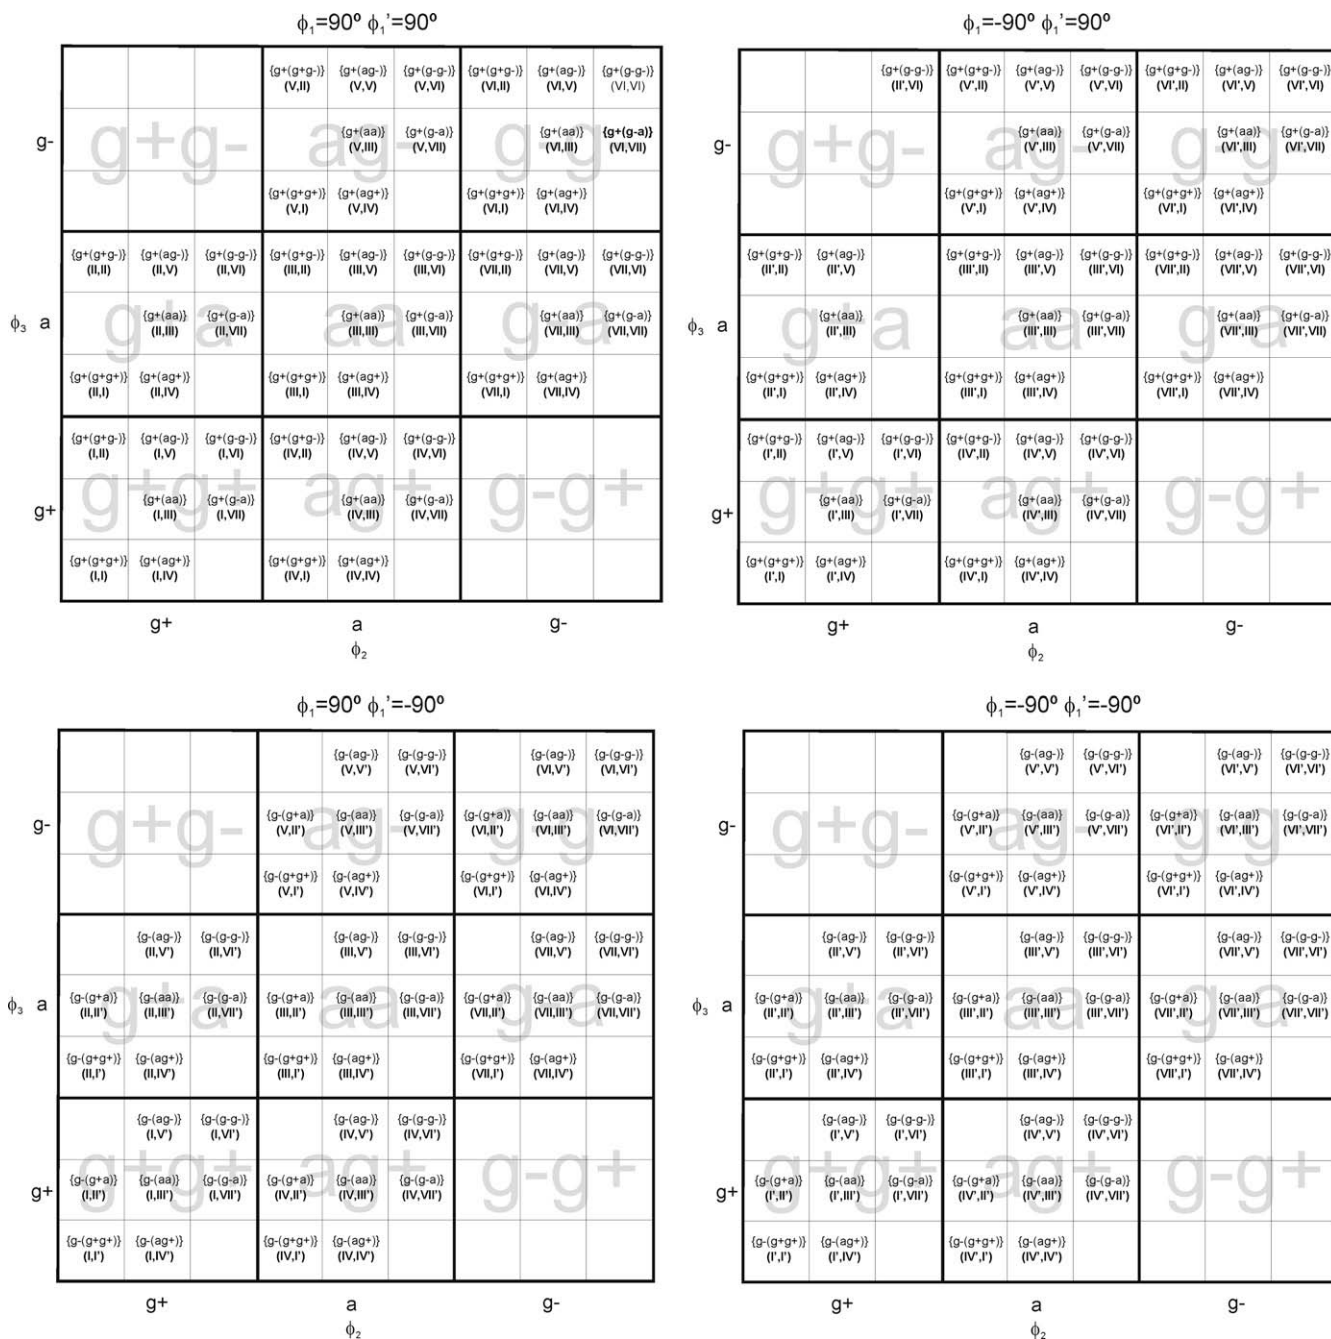 ϕ₁=90º ϕ₁'=90º
{g+(g+g-)} {g+(ag-)} {g+(g-g-)} {g+(g+g-)} {g+(ag-)} {g+(g-g-)}
(V,II) (V,V) (V,VI) (VI,II) (VI,V) (VI,VI)
g- g+g- ag- g-g-
{g+(aa)} {g+(g-a)} {g+(aa)} {g+(g-a)}
(V,III) (V,VII) (VI,III) (VI,VII)
{g+(g+g+)} {g+(ag+)} {g+(g+g+)} {g+(ag+)}
(V,I) (V,IV) (VI,I) (VI,IV)
{g+(g+g-)} {g+(ag-)} {g+(g-g-)} {g+(g+g-)} {g+(ag-)} {g+(g-g-)} {g+(g+g-)} {g+(ag-)} {g+(g-g-)}
(II,II) (II,V) (II,VI) (III,II) (III,V) (III,VI) (VII,II) (VII,V) (VII,VI)
ϕ₃ a g+a aa g-a
{g+(aa)} {g+(g-a)} {g+(aa)} {g+(g-a)} {g+(aa)} {g+(g-a)}
(II,III) (II,VII) (III,III) (III,VII) (VII,III) (VII,VII)
{g+(g+g+)} {g+(ag+)} {g+(g+g+)} {g+(ag+)} {g+(g+g+)} {g+(ag+)}
(II,I) (II,IV) (III,I) (III,IV) (VII,I) (VII,IV)
{g+(g+g-)} {g+(ag-)} {g+(g-g-)} {g+(g+g-)} {g+(ag-)} {g+(g-g-)}
(I,II) (I,V) (I,VI) (IV,II) (IV,V) (IV,VI)
g+ g+g+ ag+ g-g+
{g+(aa)} {g+(g-a)} {g+(aa)} {g+(g-a)}
(I,III) (I,VII) (IV,III) (IV,VII)
{g+(g+g+)} {g+(ag+)} {g+(g+g+)} {g+(ag+)}
(I,I) (I,IV) (IV,I) (IV,IV)
g+ a g-
ϕ₂
ϕ₁=-90º ϕ₁'=90º
{g+(g-g-)} {g+(g+g-)} {g+(ag-)} {g+(g-g-)} {g+(g+g-)} {g+(ag-)} {g+(g-g-)}
(II',VI) (V',II) (V',V) (V',VI) (VI',II) (VI',V) (VI',VI)
g- g+g- ag- g-g-
{g+(aa)} {g+(g-a)} {g+(aa)} {g+(g-a)}
(V',III) (V',VII) (VI',III) (VI',VII)
{g+(g+g+)} {g+(ag+)} {g+(g+g+)} {g+(ag+)}
(V',I) (V',IV) (VI',I) (VI',IV)
{g+(g+g-)} {g+(ag-)} {g+(g+g-)} {g+(ag-)} {g+(g-g-)} {g+(g+g-)} {g+(ag-)} {g+(g-g-)}
(II',II) (II',V) (III',II) (III',V) (III',VI) (VII',II) (VII',V) (VII',VI)
ϕ₃ a g+a aa g-a
{g+(aa)} {g+(aa)} {g+(g-a)} {g+(aa)} {g+(g-a)}
(II',III) (III',III) (III',VII) (VII',III) (VII',VII)
{g+(g+g+)} {g+(ag+)} {g+(g+g+)} {g+(ag+)} {g+(g+g+)} {g+(ag+)}
(II',I) (II',IV) (III',I) (III',IV) (VII',I) (VII',IV)
{g+(g+g-)} {g+(ag-)} {g+(g-g-)} {g+(g+g-)} {g+(ag-)} {g+(g-g-)}
(I',II) (I',V) (I',VI) (IV',II) (IV',V) (IV',VI)
g+ g+g+ ag+ g-g+
{g+(aa)} {g+(g-a)} {g+(aa)} {g+(g-a)}
(I',III) (I',VII) (IV',III) (IV',VII)
{g+(g+g+)} {g+(ag+)} {g+(g+g+)} {g+(ag+)}
(I',I) (I',IV) (IV',I) (IV',IV)
g+ a g-
ϕ₂
ϕ₁=90º ϕ₁'=-90º
{g-(ag-)} {g-(g-g-)} {g-(ag-)} {g-(g-g-)}
(V,V') (V,VI') (VI,V') (VI,VI')
g- g+g- ag- g-g-
{g-(g+a)} {g-(aa)} {g-(g-a)} {g-(g+a)} {g-(aa)} {g-(g-a)}
(V,II') (V,III') (V,VII') (VI,II') (VI,III') (VI,VII')
{g-(g+g+)} {g-(ag+)} {g-(g+g+)} {g-(ag+)}
(V,I') (V,IV') (VI,I') (VI,IV')
{g-(ag-)} {g-(g-g-)} {g-(ag-)} {g-(g-g-)} {g-(ag-)} {g-(g-g-)}
(II,V') (II,VI') (III,V') (III,VI') (VII,V') (VII,VI')
ϕ₃ a g+a aa g-a
{g-(g+a)} {g-(aa)} {g-(g-a)} {g-(g+a)} {g-(aa)} {g-(g-a)} {g-(g+a)} {g-(aa)} {g-(g-a)}
(II,II') (II,III') (II,VII') (III,II') (III,III') (III,VII') (VII,II') (VII,III') (VII,VII')
{g-(g+g+)} {g-(ag+)} {g-(g+g+)} {g-(ag+)} {g-(g+g+)} {g-(ag+)}
(II,I') (II,IV') (III,I') (III,IV') (VII,I') (VII,IV')
{g-(ag-)} {g-(g-g-)} {g-(ag-)} {g-(g-g-)}
(I,V') (I,VI') (IV,V') (IV,VI')
g+ g+g+ ag+ g-g+
{g-(g+a)} {g-(aa)} {g-(g-a)} {g-(g+a)} {g-(aa)} {g-(g-a)}
(I,II') (I,III') (I,VII') (IV,II') (IV,III') (IV,VII')
{g-(g+g+)} {g-(ag+)} {g-(g+g+)} {g-(ag+)}
(I,I') (I,IV') (IV,I') (IV,IV')
g+ a g-
ϕ₂
ϕ₁=-90º ϕ₁'=-90º
{g-(ag-)} {g-(g-g-)} {g-(ag-)} {g-(g-g-)}
(V',V') (V',VI') (VI',V') (VI',VI')
g- g+g- ag- g-g-
{g-(g+a)} {g-(aa)} {g-(g-a)} {g-(g+a)} {g-(aa)} {g-(g-a)}
(V',II') (V',III') (V',VII') (VI',II') (VI',III') (VI',VII')
{g-(g+g+)} {g-(ag+)} {g-(g+g+)} {g-(ag+)}
(V',I') (V',IV') (VI',I') (VI',IV')
{g-(ag-)} {g-(g-g-)} {g-(ag-)} {g-(g-g-)} {g-(ag-)} {g-(g-g-)}
(II',V') (II',VI') (III',V') (III',VI') (VII',V') (VII',VI')
ϕ₃ a g+a aa g-a
{g-(g+a)} {g-(aa)} {g-(g-a)} {g-(g+a)} {g-(aa)} {g-(g-a)} {g-(g+a)} {g-(aa)} {g-(g-a)}
(II',II') (II',III') (II',VII') (III',II') (III',III') (III',VII') (VII',II') (VII',III') (VII',VII')
{g-(g+g+)} {g-(ag+)} {g-(g+g+)} {g-(ag+)} {g-(g+g+)} {g-(ag+)}
(II',I') (II',IV') (III',I') (III',IV') (VII',I') (VII',IV')
{g-(ag-)} {g-(g-g-)} {g-(ag-)} {g-(g-g-)}
(I',V') (I',VI') (IV',V') (IV',VI')
g+ g+g+ ag+ g-g+
{g-(g+a)} {g-(aa)} {g-(g-a)} {g-(g+a)} {g-(aa)} {g-(g-a)}
(I',II') (I',III') (I',VII') (IV',II') (IV',III') (IV',VII')
{g-(g+g+)} {g-(ag+)} {g-(g+g+)} {g-(ag+)}
(I',I') (I',IV') (IV',I') (IV',IV')
g+ a g-
ϕ₂